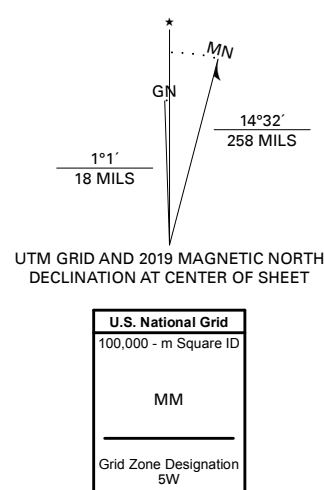 ★
MN
GN
14°32´
258 MILS
1°1´
18 MILS
UTM GRID AND 2019 MAGNETIC NORTH
DECLINATION AT CENTER OF SHEET
U.S. National Grid
100,000 - m Square ID
MM
Grid Zone Designation
5W